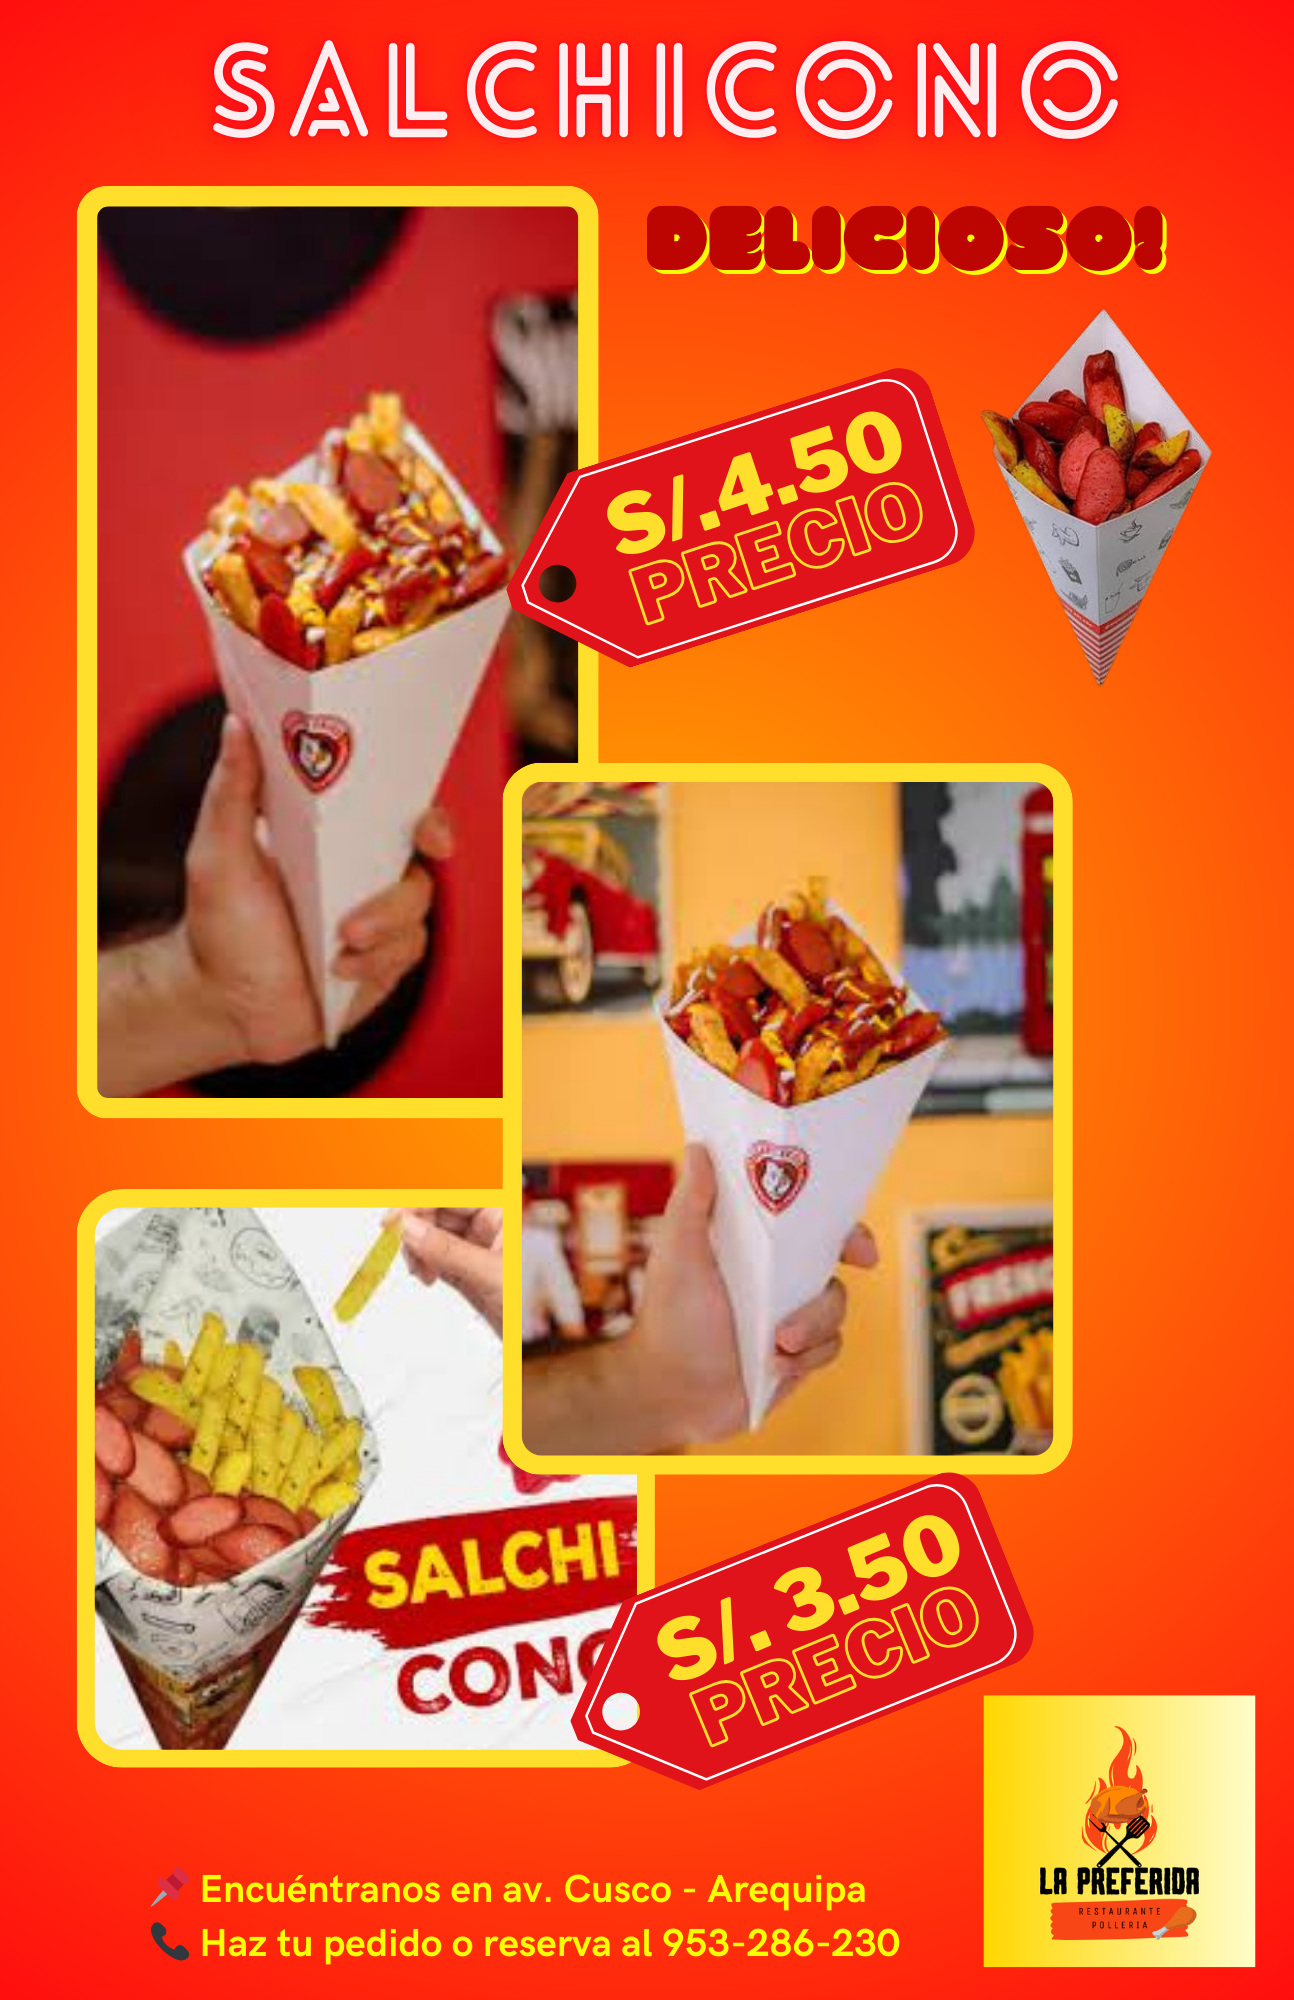 SALCHICONO
DELICIOSO!
S/.4.50
PRECIO
SALCHI
CONO
S/. 3.50
PRECIO
LA PREFERIDA
RESTAURANTE
POLLERIA
Encuéntranos en av. Cusco - Arequipa
Haz tu pedido o reserva al 953-286-230